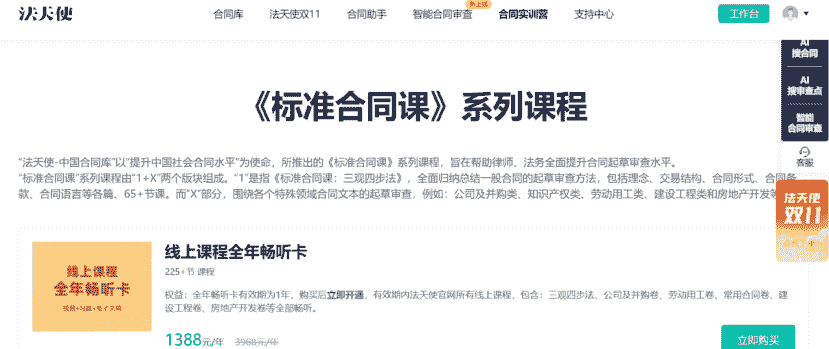 法天使
合同库 法天使双11 合同助手 智能合同审查 新上线 合同实训营 支持中心 工作台
AI
搜合同
AI
搜审查点
智能
合同审查
客服
法天使
双11
《标准合同课》系列课程
“法天使-中国合同库”以“提升中国社会合同水平”为使命，所推出的《标准合同课》系列课程，旨在帮助律师、法务全面提升合同起草审查水平。
“标准合同课”系列课程由“1+X”两个版块组成。“1”是指《标准合同课：三观四步法》，全面归纳总结一般合同的起草审查方法，包括理念、交易结构、合同形式、合同条
款、合同语言等各篇、65+节课。而“X”部分，围绕各个特殊领域合同文本的起草审查，例如：公司及并购类、知识产权类、劳动用工类、建设工程类和房地产开发等
线上课程
全年畅听卡
线上课程全年畅听卡
225+节 课程
权益：全年畅听卡有效期为1年，购买后立即开通，有效期内法天使官网所有线上课程，包含：三观四步法、公司及并购卷、劳动用工卷、常用合同卷、建
设工程卷、房地产开发卷等全部畅听。
1388元/年 3968元/年
立即购买